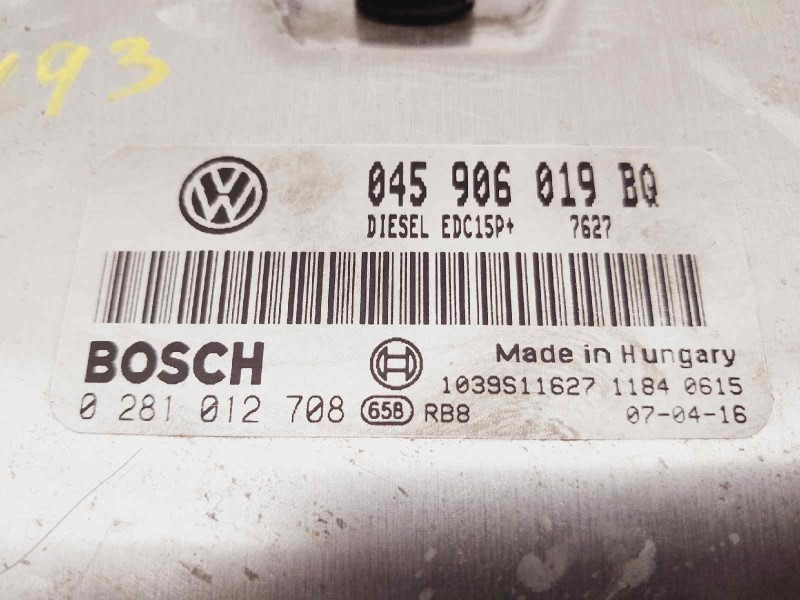 193
VW
045 906 019 BQ
DIESEL EDC15P+ 7627
BOSCH
Made in Hungary
1039S11627 1184 0615
0 281 012 708 658 RB8 07-04-16